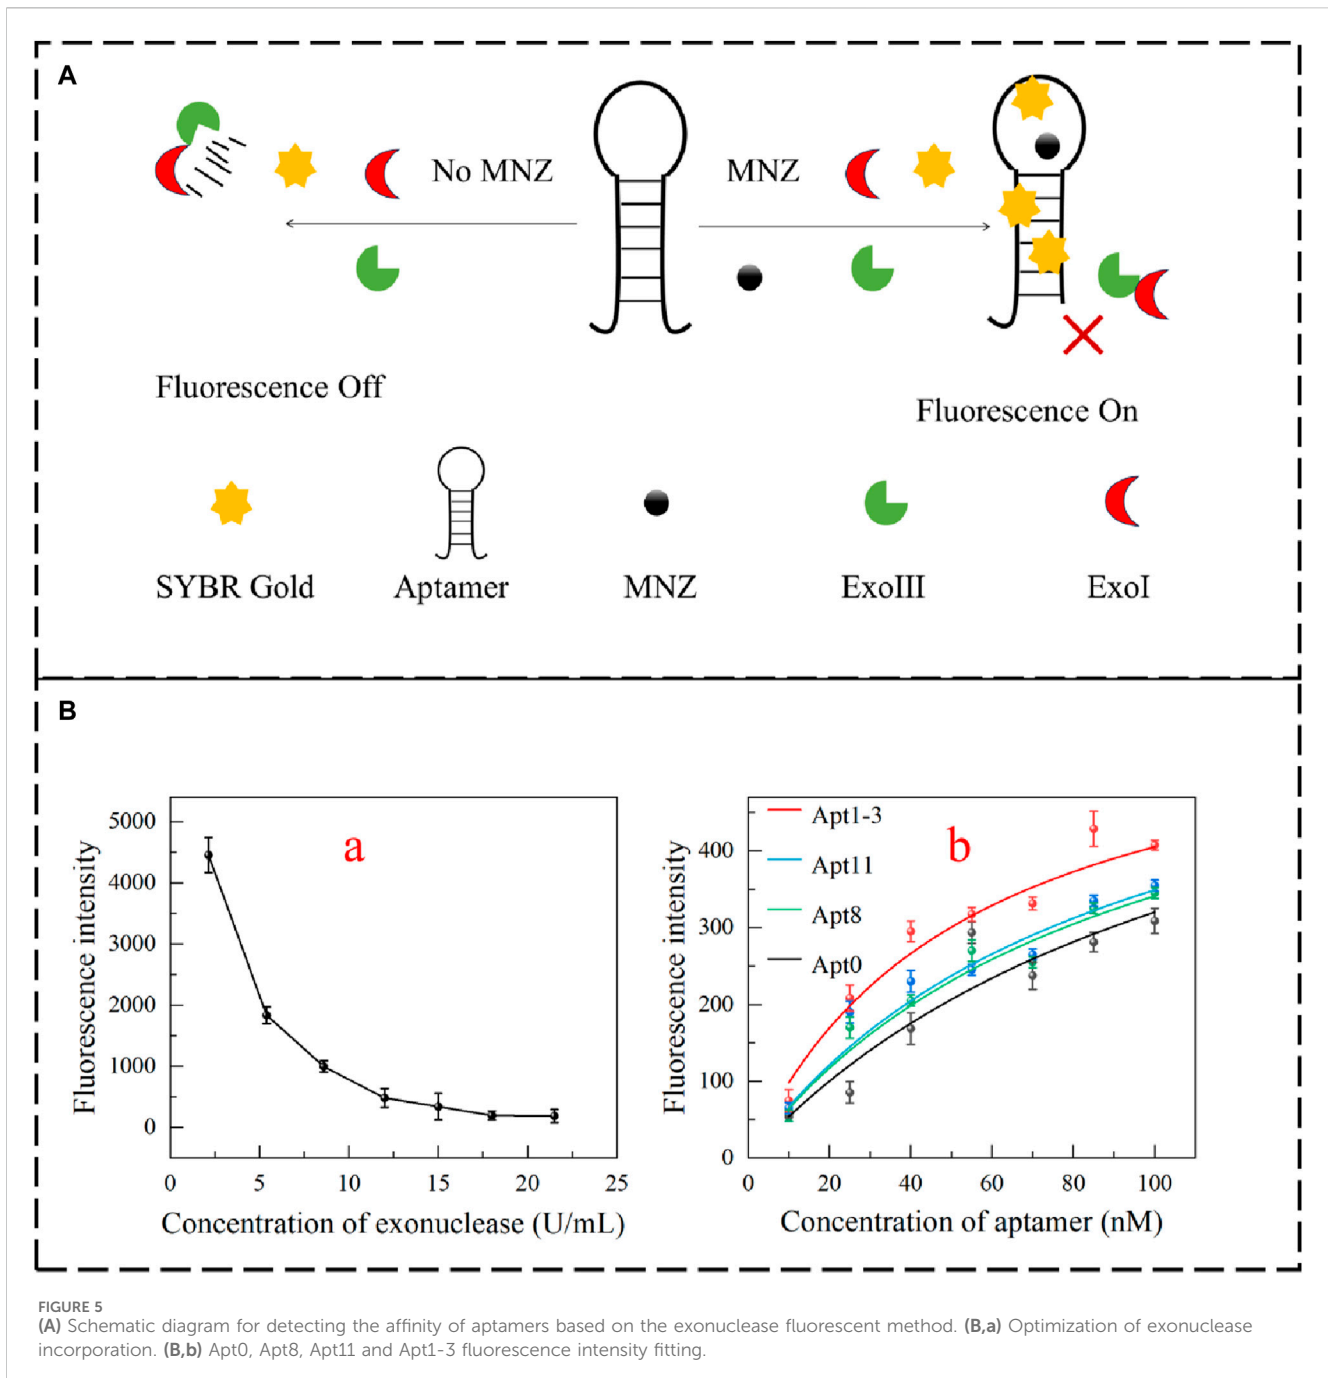 A
No MNZ
MNZ
Fluorescence Off
Fluorescence On
SYBR Gold
Aptamer
MNZ
ExoIII
ExoI
B
a
Fluorescence intensity
5000
4000
3000
2000
1000
0
0 5 10 15 20 25
Concentration of exonuclease (U/mL)
b
Apt1-3
Apt11
Apt8
Apt0
Fluorescence intensity
400
300
200
100
0
0 20 40 60 80 100
Concentration of aptamer (nM)
FIGURE 5
(A) Schematic diagram for detecting the affinity of aptamers based on the exonuclease fluorescent method. (B,a) Optimization of exonuclease
incorporation. (B,b) Apt0, Apt8, Apt11 and Apt1-3 fluorescence intensity fitting.